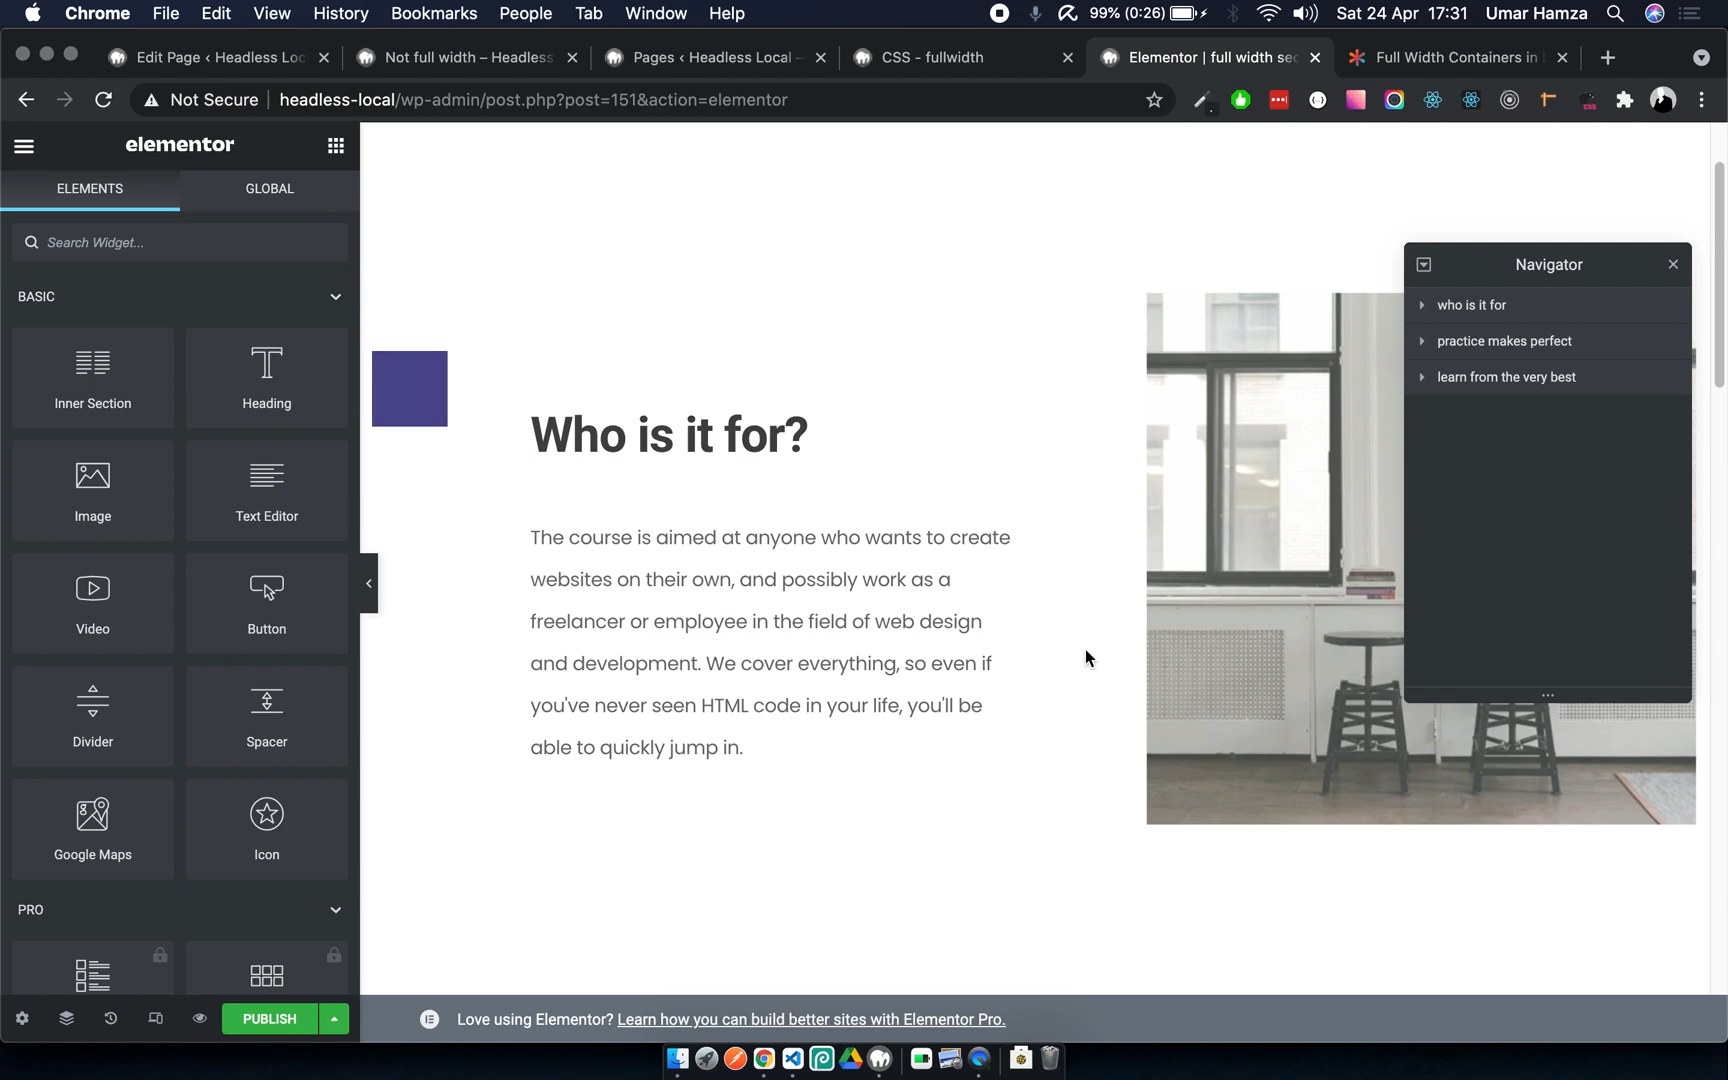 Chrome File Edit View History Bookmarks People Tab Window Help 99% (0:26) Sat 24 Apr 17:31 Umar Hamza
Edit Page ‹ Headless Loc Not full width – Headless Pages ‹ Headless Local – CSS - fullwidth Elementor | full width sec Full Width Containers in
Not Secure headless-local/wp-admin/post.php?post=151&action=elementor
elementor
ELEMENTS GLOBAL
Search Widget...
BASIC
Inner Section Heading
Image Text Editor
Video Button
Divider Spacer
Google Maps Icon
PRO
PUBLISH
Who is it for?
The course is aimed at anyone who wants to create
websites on their own, and possibly work as a
freelancer or employee in the field of web design
and development. We cover everything, so even if
you've never seen HTML code in your life, you'll be
able to quickly jump in.
Navigator
who is it for
practice makes perfect
learn from the very best
Love using Elementor? Learn how you can build better sites with Elementor Pro.